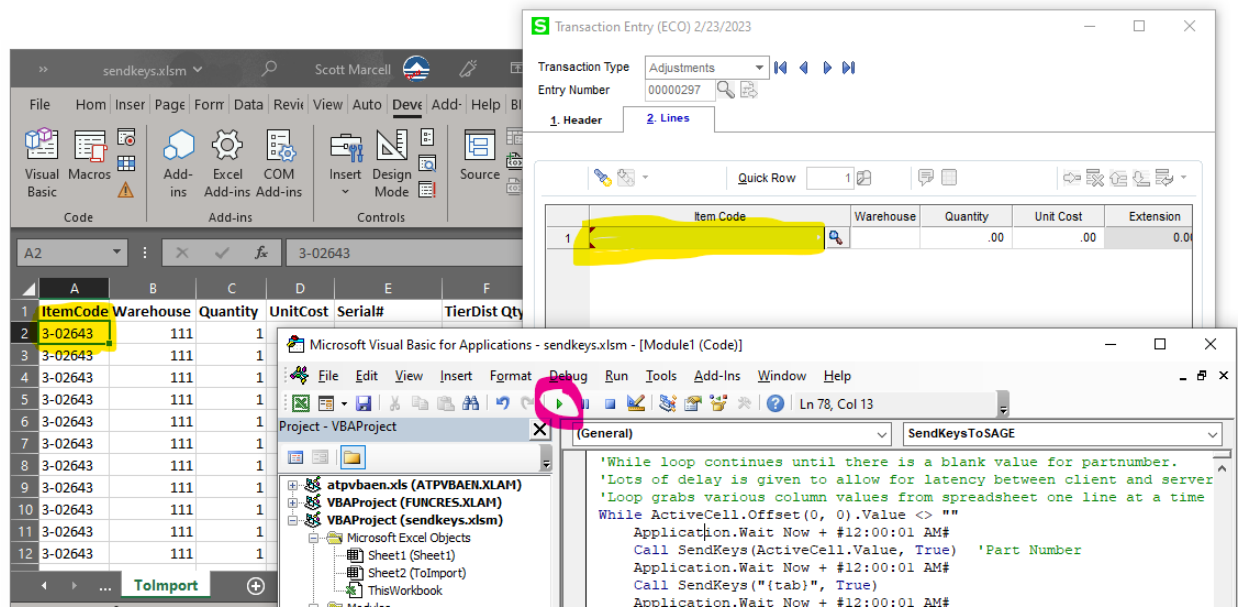 S Transaction Entry (ECO) 2/23/2023
Transaction Type Adjustments
Entry Number 00000297
1. Header 2. Lines
Quick Row 1
Item Code Warehouse Quantity Unit Cost Extension
1 .00 .00 0.0
» sendkeys.xlsm Scott Marcell
File Hom Inser Page Form Data Revie View Auto Deve Add- Help Bl
Visual Basic Macros Add-ins Excel Add-ins COM Add-ins Insert Design Mode Source
Code Add-ins Controls
A2 fx 3-02643
A B C D E F
1 ItemCode Warehouse Quantity UnitCost Serial# TierDist Qty
2 3-02643 111 1
3 3-02643 111 1
4 3-02643 111 1
5 3-02643 111 1
6 3-02643 111 1
7 3-02643 111 1
8 3-02643 111 1
9 3-02643 111 1
10 3-02643 111 1
11 3-02643 111 1
12 3-02643 111 1
... ToImport
Microsoft Visual Basic for Applications - sendkeys.xlsm - [Module1 (Code)]
File Edit View Insert Format Debug Run Tools Add-Ins Window Help
Ln 78, Col 13
Project - VBAProject
atpvbaen.xls (ATPVBAEN.XLAM)
VBAProject (FUNCRES.XLAM)
VBAProject (sendkeys.xlsm)
Microsoft Excel Objects
Sheet1 (Sheet1)
Sheet2 (ToImport)
ThisWorkbook
Modules
(General) SendKeysToSAGE
'While loop continues until there is a blank value for partnumber.
'Lots of delay is given to allow for latency between client and server
'Loop grabs various column values from spreadsheet one line at a time
While ActiveCell.Offset(0, 0).Value <> ""
Application.Wait Now + #12:00:01 AM#
Call SendKeys(ActiveCell.Value, True) 'Part Number
Application.Wait Now + #12:00:01 AM#
Call SendKeys("{tab}", True)
Application.Wait Now + #12:00:01 AM#